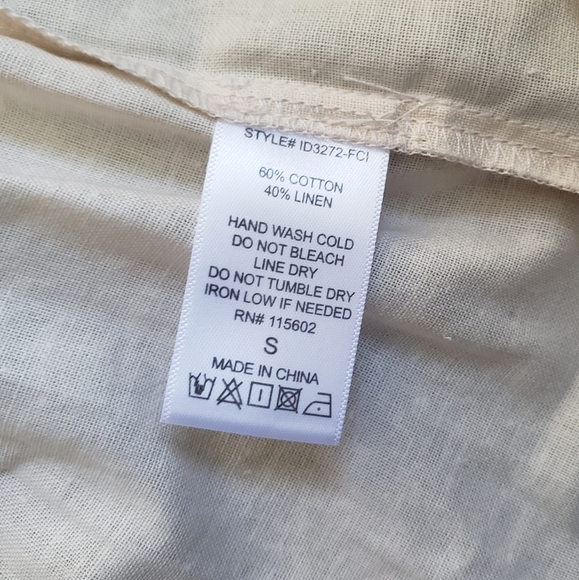 STYLE# ID3272-FCI
60% COTTON
40% LINEN
HAND WASH COLD
DO NOT BLEACH
LINE DRY
DO NOT TUMBLE DRY
IRON LOW IF NEEDED
RN# 115602
S
MADE IN CHINA